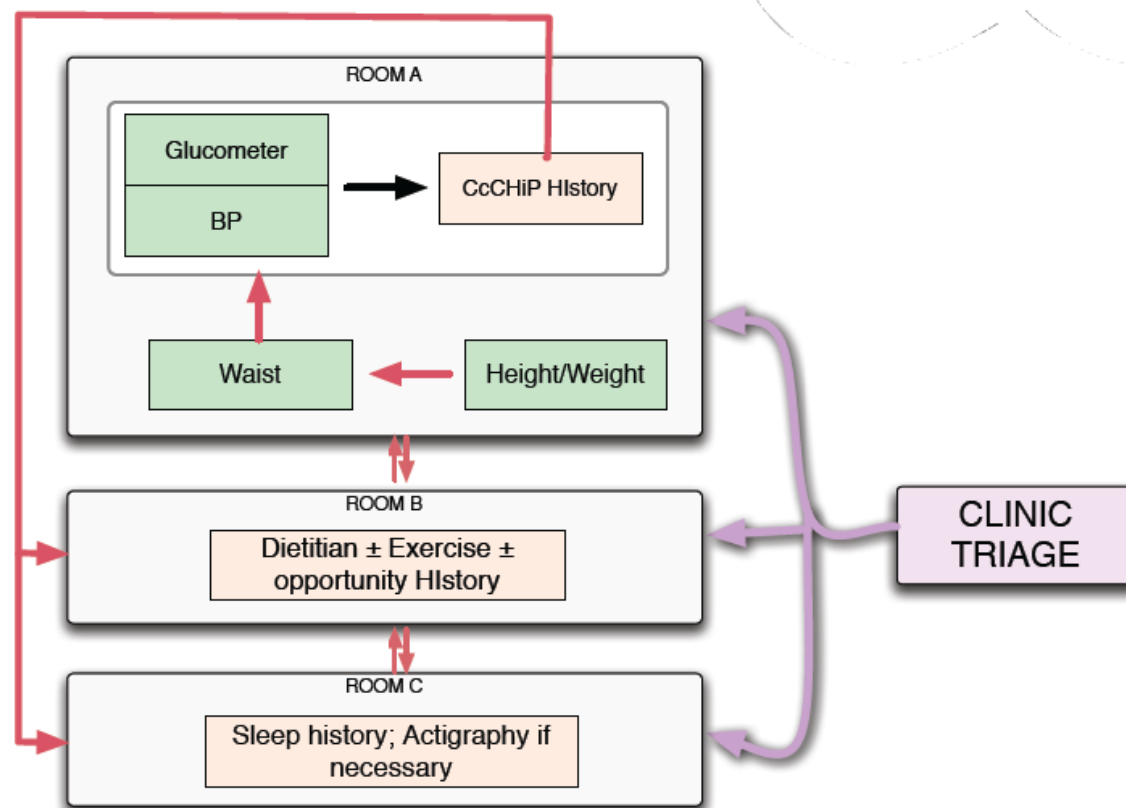 ROOM A
Glucometer
BP
CcCHiP HIstory
Waist
Height/Weight
ROOM B
Dietitian ± Exercise ±
opportunity HIstory
CLINIC
TRIAGE
ROOM C
Sleep history; Actigraphy if
necessary